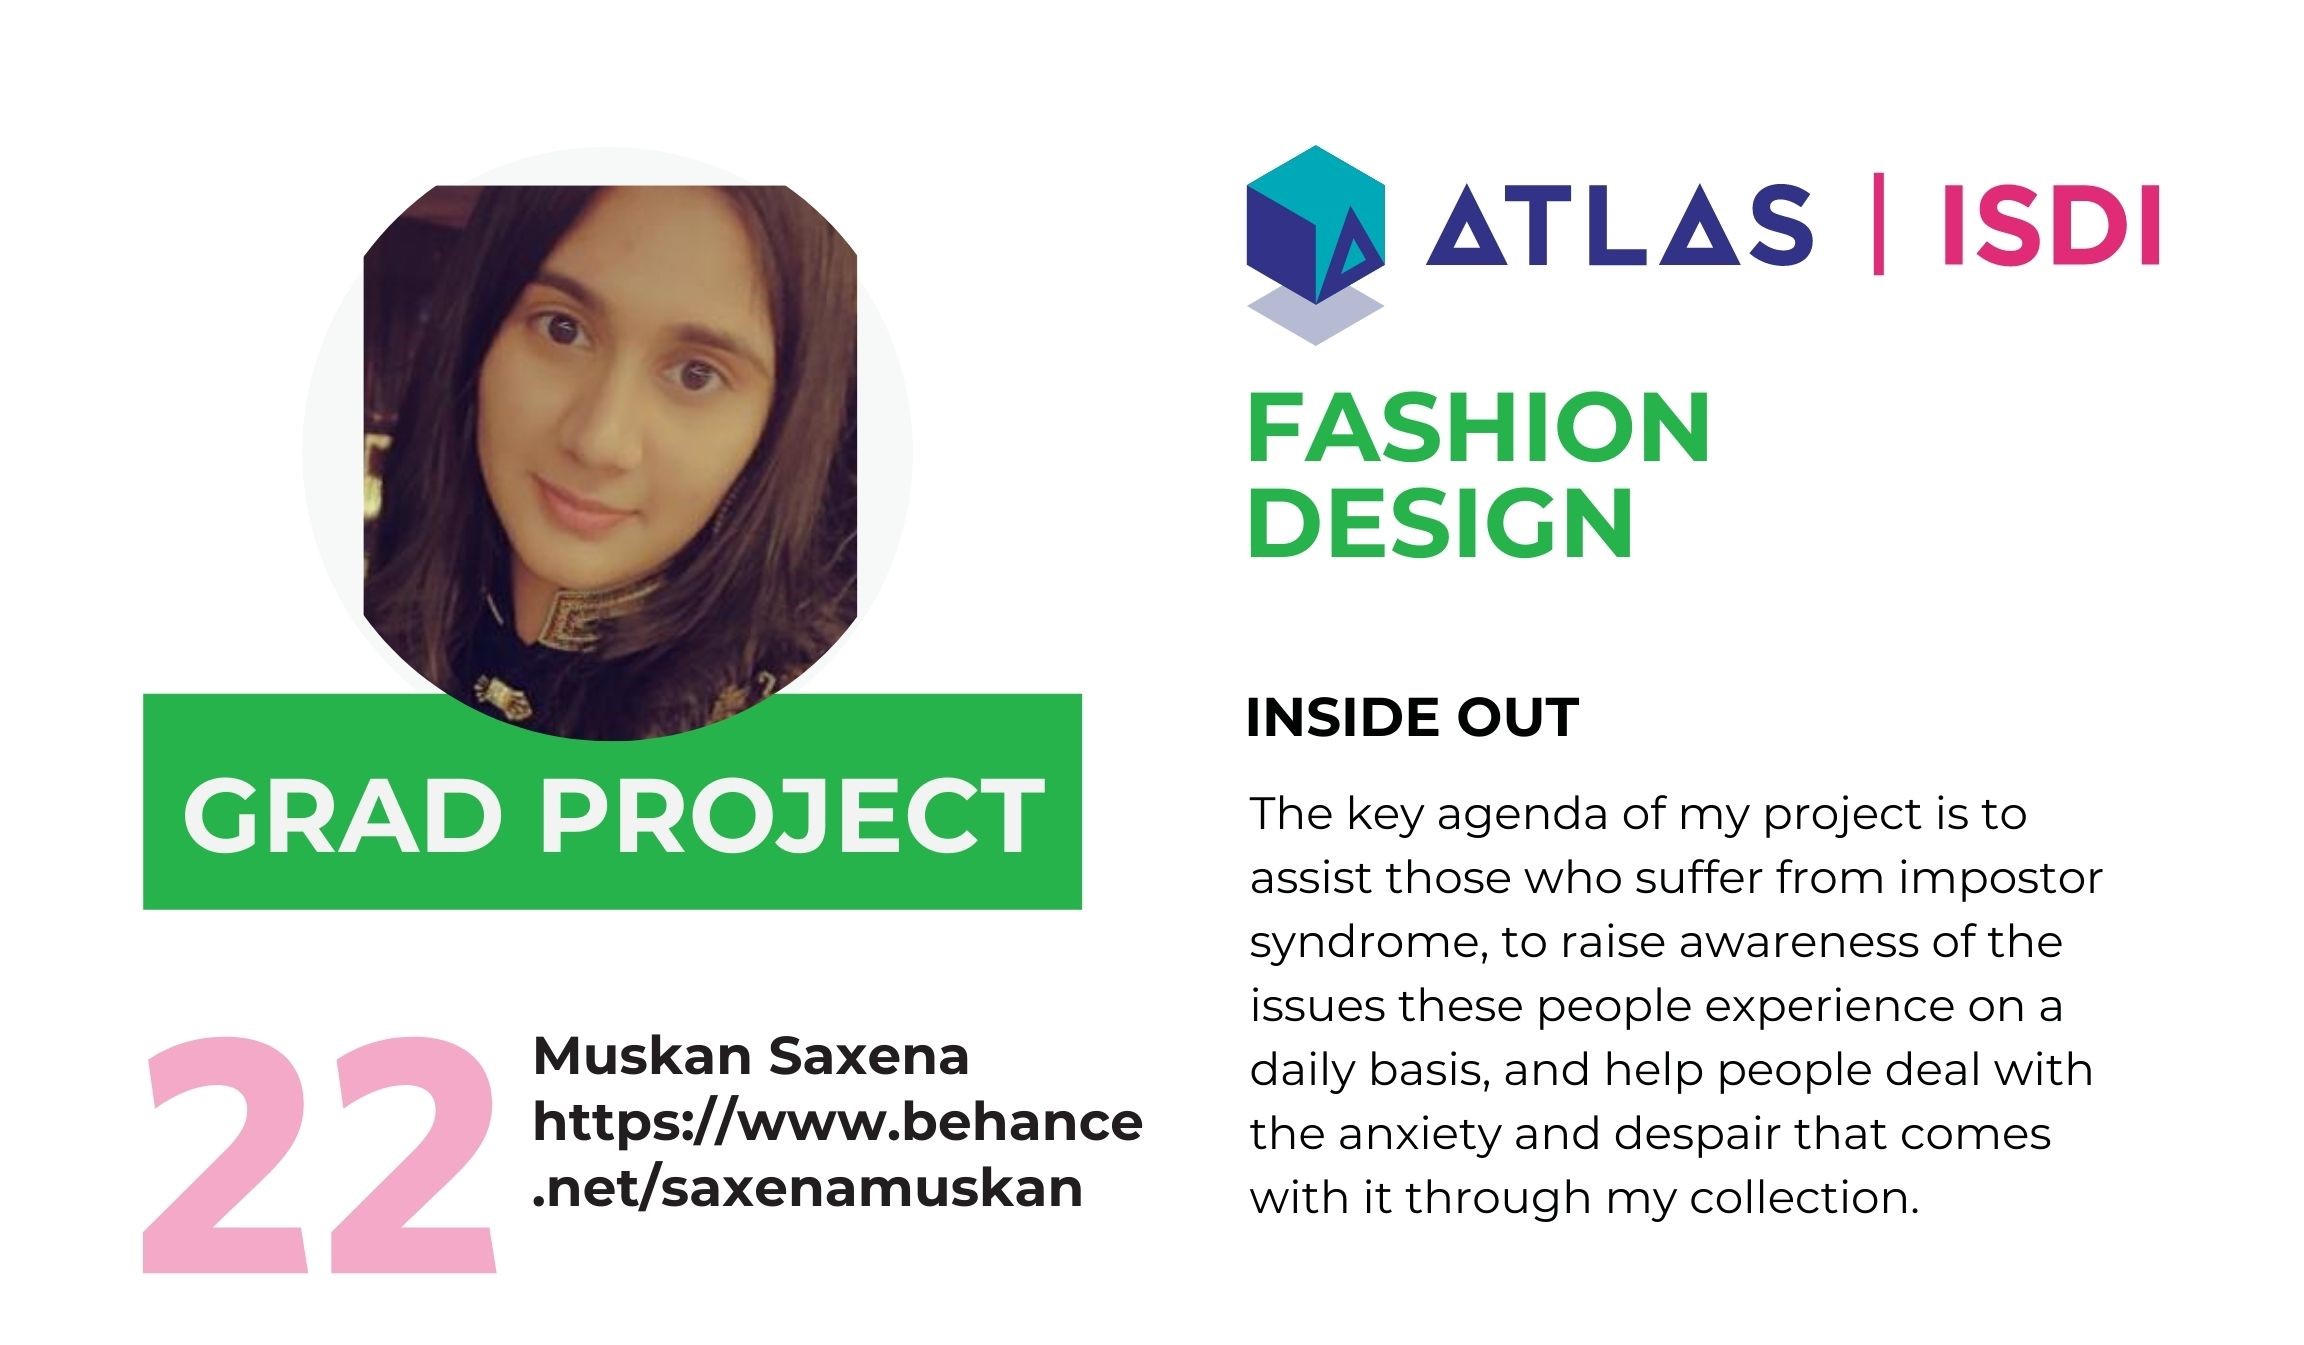 GRAD PROJECT
22
Muskan Saxena
https://www.behance
.net/saxenamuskan
ATLAS | ISDI
FASHION
DESIGN
INSIDE OUT
The key agenda of my project is to
assist those who suffer from impostor
syndrome, to raise awareness of the
issues these people experience on a
daily basis, and help people deal with
the anxiety and despair that comes
with it through my collection.